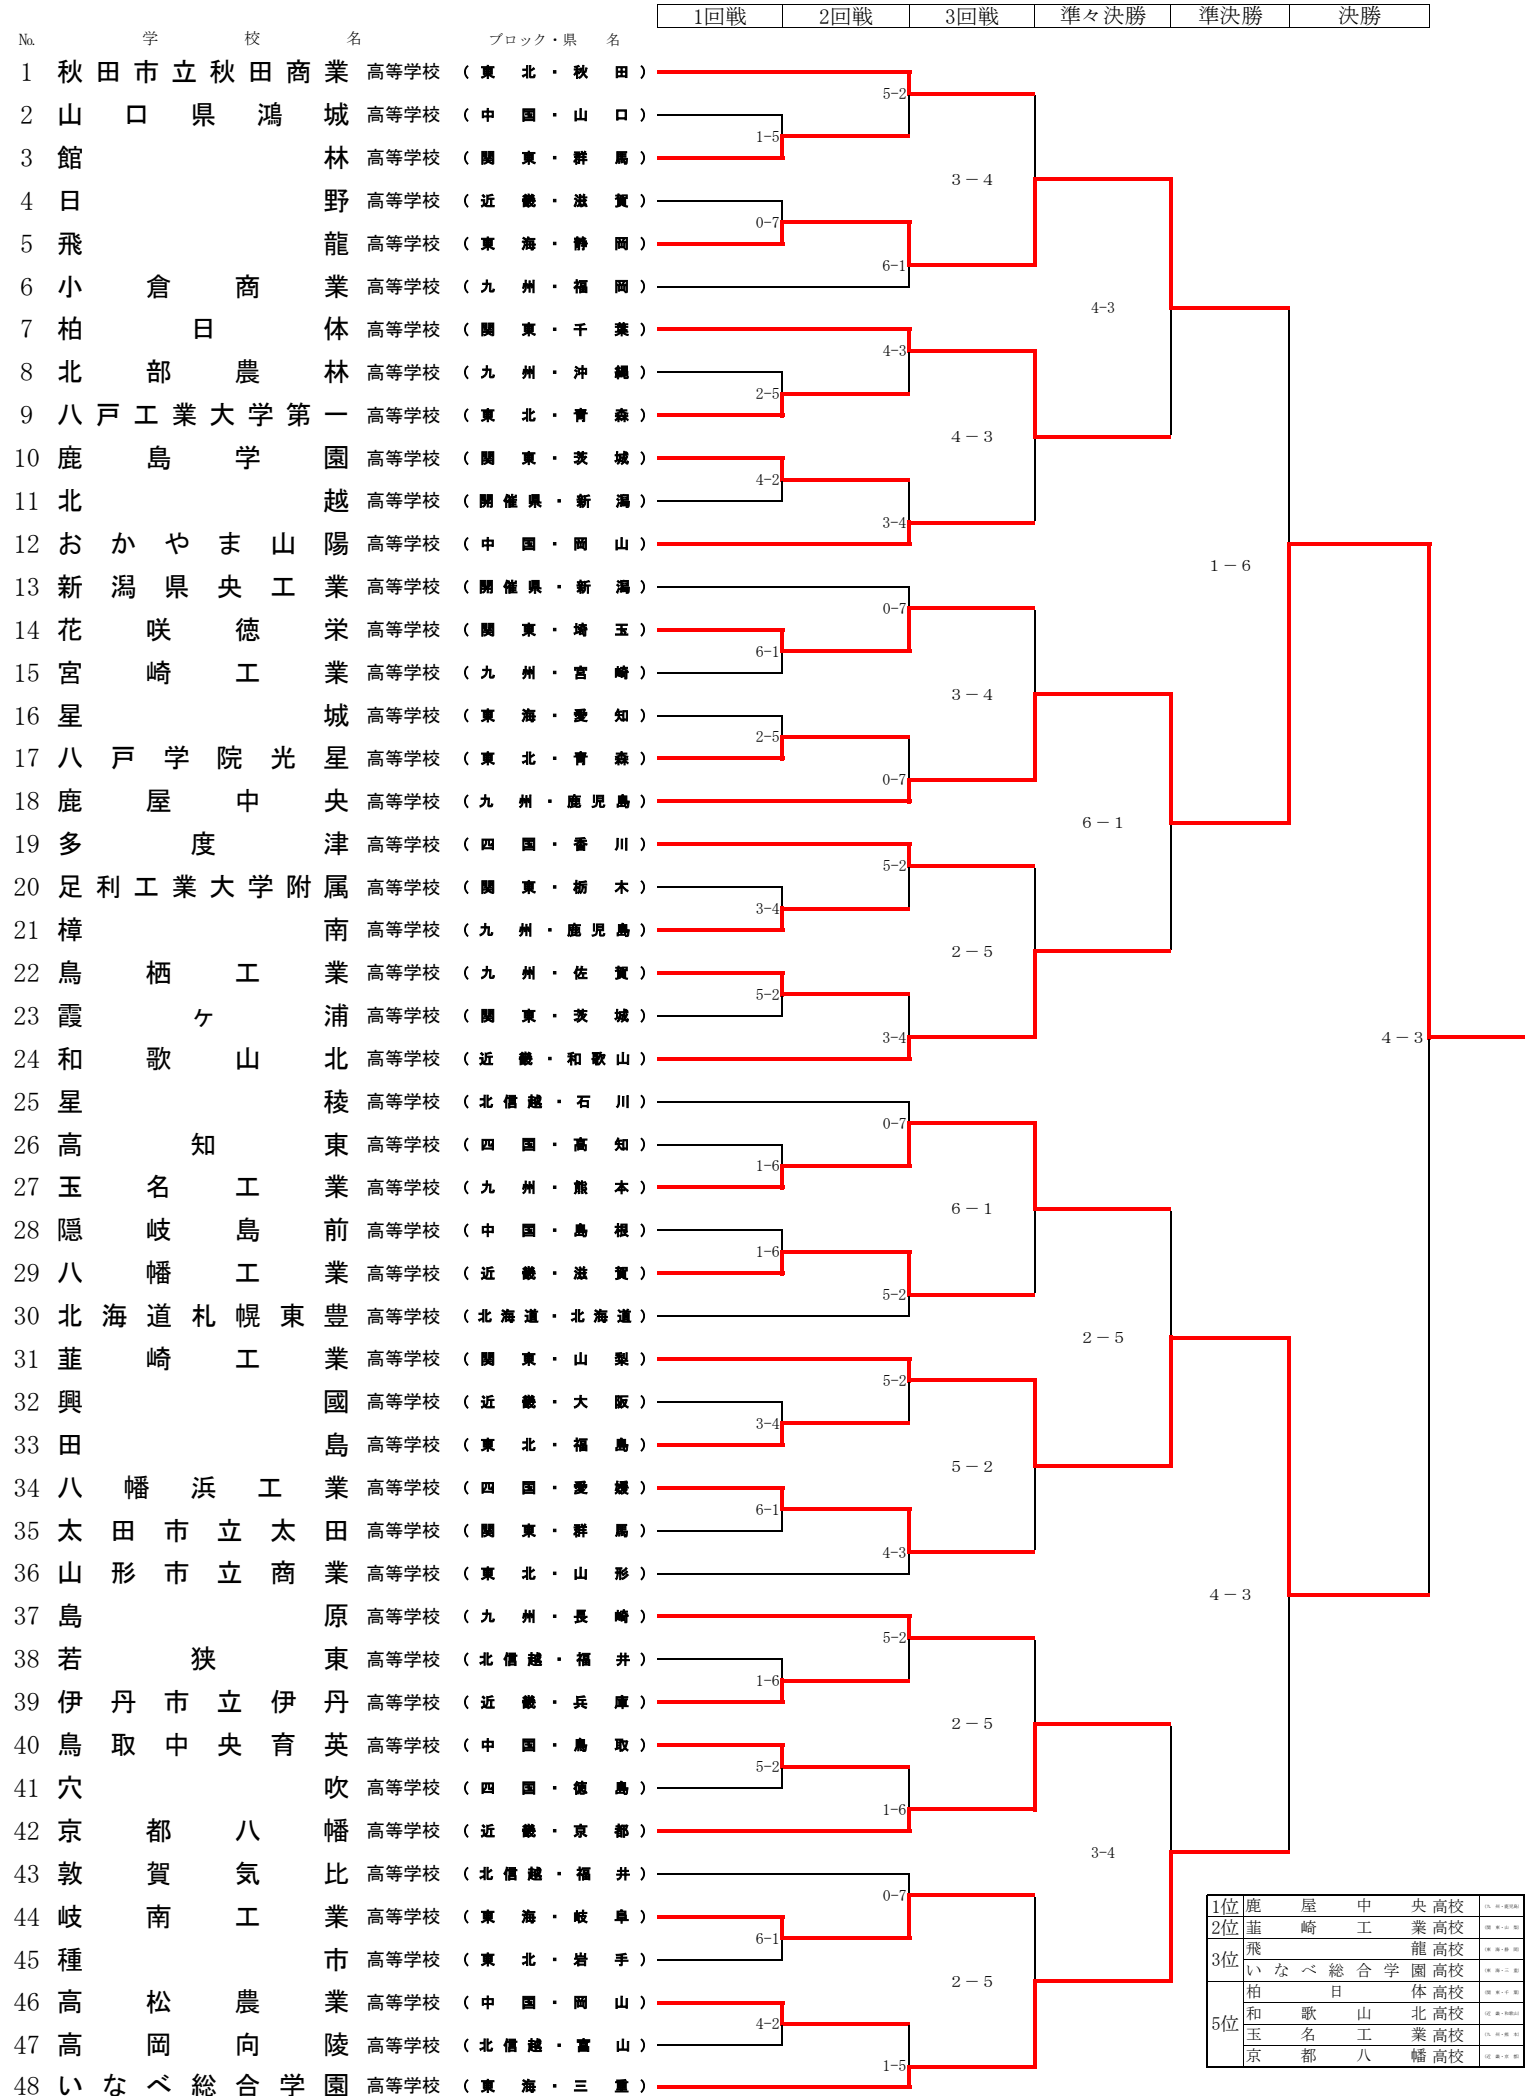 1回戦 2回戦 3回戦 準々決勝 準決勝 決勝
№ 学校名 ブロック・県名
1 秋田市立秋田商業 高等学校 (東北・秋田)
5-2
2 山口県鴻城 高等学校 (中国・山口)
1-5
3 館林 高等学校 (関東・群馬)
3－4
4 日野 高等学校 (近畿・滋賀)
0-7
5 飛龍 高等学校 (東海・静岡)
6-1
6 小倉商業 高等学校 (九州・福岡)
4-3
7 柏日体 高等学校 (関東・千葉)
4-3
8 北部農林 高等学校 (九州・沖縄)
2-5
9 八戸工業大学第一 高等学校 (東北・青森)
4－3
10 鹿島学園 高等学校 (関東・茨城)
4-2
11 北越 高等学校 (開催県・新潟)
3-4
12 おかやま山陽 高等学校 (中国・岡山)
1－6
13 新潟県央工業 高等学校 (開催県・新潟)
0-7
14 花咲徳栄 高等学校 (関東・埼玉)
6-1
15 宮崎工業 高等学校 (九州・宮崎)
3－4
16 星城 高等学校 (東海・愛知)
2-5
17 八戸学院光星 高等学校 (東北・青森)
0-7
18 鹿屋中央 高等学校 (九州・鹿児島)
6－1
19 多度津 高等学校 (四国・香川)
5-2
20 足利工業大学附属 高等学校 (関東・栃木)
3-4
21 樟南 高等学校 (九州・鹿児島)
2－5
22 鳥栖工業 高等学校 (九州・佐賀)
5-2
23 霞ヶ浦 高等学校 (関東・茨城)
3-4 4－3
24 和歌山北 高等学校 (近畿・和歌山)
25 星稜 高等学校 (北信越・石川)
0-7
26 高知東 高等学校 (四国・高知)
1-6
27 玉名工業 高等学校 (九州・熊本)
6－1
28 隠岐島前 高等学校 (中国・島根)
1-6
29 八幡工業 高等学校 (近畿・滋賀)
5-2
30 北海道札幌東豊 高等学校 (北海道・北海道)
2－5
31 韮崎工業 高等学校 (関東・山梨)
5-2
32 興國 高等学校 (近畿・大阪)
3-4
33 田島 高等学校 (東北・福島)
5－2
34 八幡浜工業 高等学校 (四国・愛媛)
6-1
35 太田市立太田 高等学校 (関東・群馬)
4-3
36 山形市立商業 高等学校 (東北・山形)
4－3
37 島原 高等学校 (九州・長崎)
5-2
38 若狭東 高等学校 (北信越・福井)
1-6
39 伊丹市立伊丹 高等学校 (近畿・兵庫)
2－5
40 鳥取中央育英 高等学校 (中国・鳥取)
5-2
41 穴吹 高等学校 (四国・徳島)
1-6
42 京都八幡 高等学校 (近畿・京都)
3-4
43 敦賀気比 高等学校 (北信越・福井)
0-7
44 岐南工業 高等学校 (東海・岐阜)
6-1
45 種市 高等学校 (東北・岩手)
2－5
46 高松農業 高等学校 (中国・岡山)
4-2
47 高岡向陵 高等学校 (北信越・富山)
1-5
48 いなべ総合学園 高等学校 (東海・三重)
1位 鹿屋中央 高校 (九州・鹿児島)
2位 韮崎工業 高校 (関東・山梨)
3位 飛龍 高校 (東海・静岡)
いなべ総合学園 高校 (東海・三重)
5位 柏日体 高校 (関東・千葉)
和歌山北 高校 (近畿・和歌山)
玉名工業 高校 (九州・熊本)
京都八幡 高校 (近畿・京都)